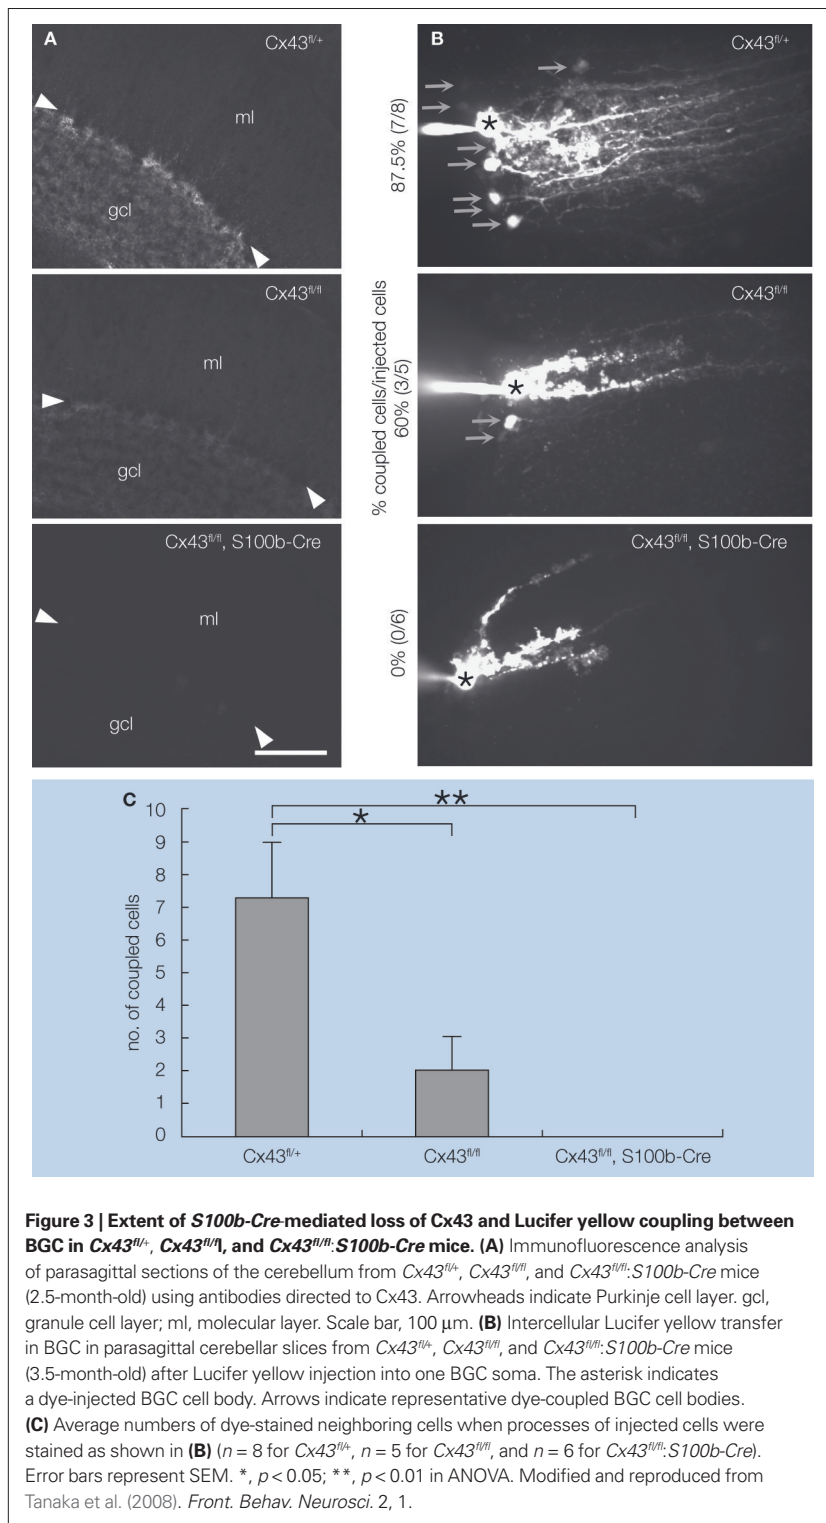 A
Cx43fl/+
ml
gcl
Cx43fl/fl
ml
gcl
Cx43fl/fl, S100b-Cre
ml
gcl
B
Cx43fl/+
*
87.5% (7/8)
Cx43fl/fl
*
% coupled cells/injected cells
60% (3/5)
Cx43fl/fl, S100b-Cre
*
0% (0/6)
C
**
*
no. of coupled cells
10
9
8
7
6
5
4
3
2
1
0
Cx43fl/+ Cx43fl/fl Cx43fl/fl, S100b-Cre
Figure 3 | Extent of S100b-Cre-mediated loss of Cx43 and Lucifer yellow coupling between
BGC in Cx43fl/+, Cx43fl/fl, and Cx43fl/fl:S100b-Cre mice. (A) Immunofluorescence analysis
of parasagittal sections of the cerebellum from Cx43fl/+, Cx43fl/fl, and Cx43fl/fl:S100b-Cre mice
(2.5-month-old) using antibodies directed to Cx43. Arrowheads indicate Purkinje cell layer. gcl,
granule cell layer; ml, molecular layer. Scale bar, 100 μm. (B) Intercellular Lucifer yellow transfer
in BGC in parasagittal cerebellar slices from Cx43fl/+, Cx43fl/fl, and Cx43fl/fl:S100b-Cre mice
(3.5-month-old) after Lucifer yellow injection into one BGC soma. The asterisk indicates
a dye-injected BGC cell body. Arrows indicate representative dye-coupled BGC cell bodies.
(C) Average numbers of dye-stained neighboring cells when processes of injected cells were
stained as shown in (B) (n = 8 for Cx43fl/+, n = 5 for Cx43fl/fl, and n = 6 for Cx43fl/fl:S100b-Cre).
Error bars represent SEM. *, p < 0.05; **, p < 0.01 in ANOVA. Modified and reproduced from
Tanaka et al. (2008). Front. Behav. Neurosci. 2, 1.